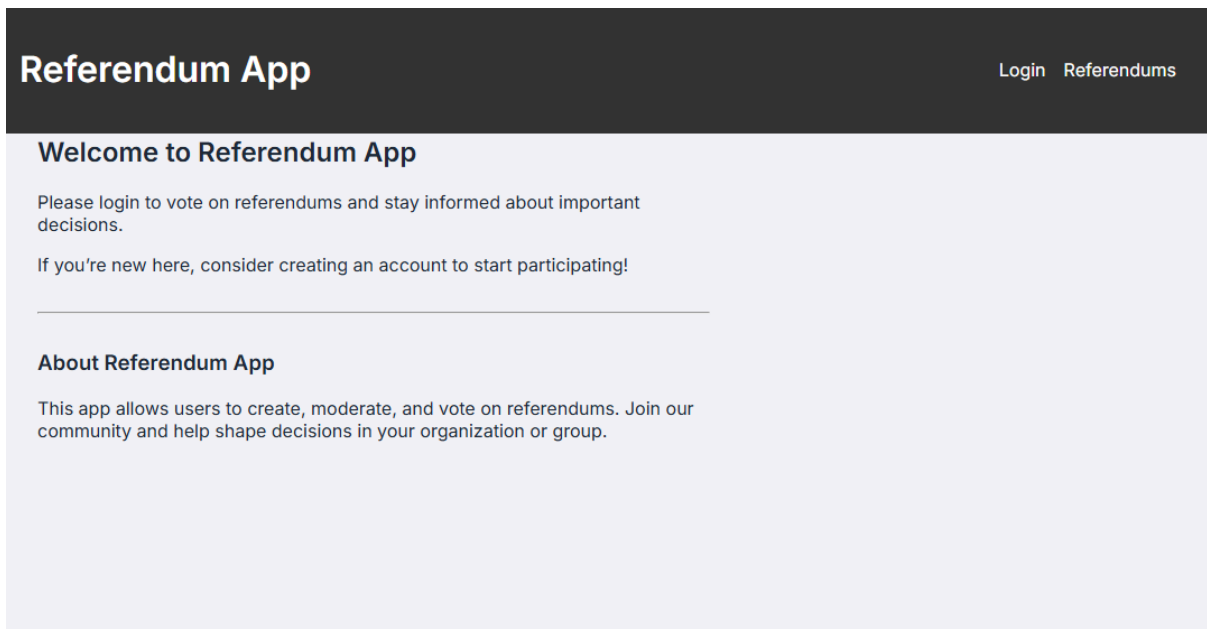 Referendum App
Login Referendums
Welcome to Referendum App
Please login to vote on referendums and stay informed about important
decisions.
If you’re new here, consider creating an account to start participating!
About Referendum App
This app allows users to create, moderate, and vote on referendums. Join our
community and help shape decisions in your organization or group.